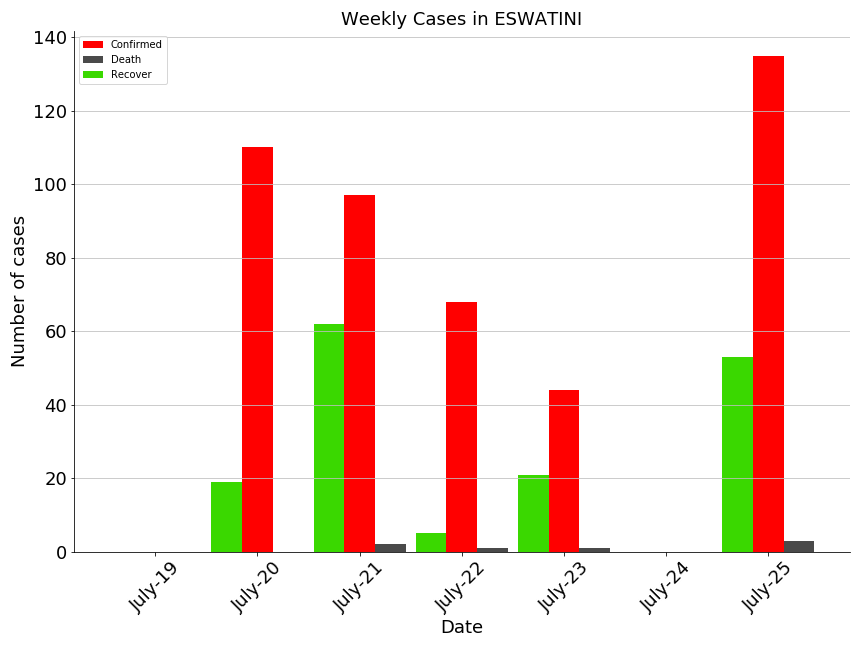 Weekly Cases in ESWATINI
Confirmed
Death
Recover
Number of cases
140
120
100
80
60
40
20
0
July-19
July-20
July-21
July-22
July-23
July-24
July-25
Date